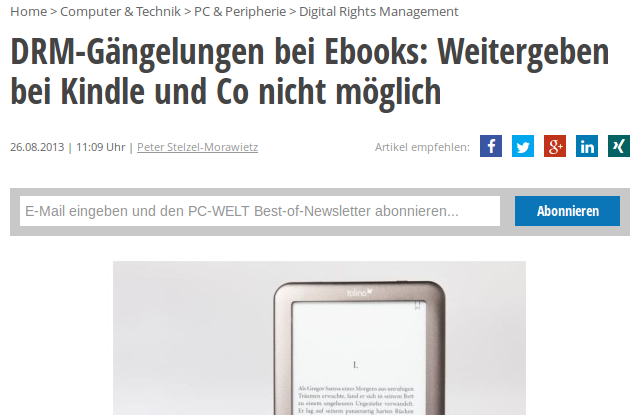 Home > Computer & Technik > PC & Peripherie > Digital Rights Management
DRM-Gängelungen bei Ebooks: Weitergeben
bei Kindle und Co nicht möglich
26.08.2013 | 11:09 Uhr | Peter Stelzel-Morawietz
Artikel empfehlen:
E-Mail eingeben und den PC-WELT Best-of-Newsletter abonnieren...
Abonnieren
tolino
I.
Als Gregor Samsa eines Morgens aus unruhigen
Träumen erwachte, fand er sich in seinem Bett
zu einem ungeheuren Ungeziefer verwandelt.
Er lag auf seinem panzerartig harten Rücken